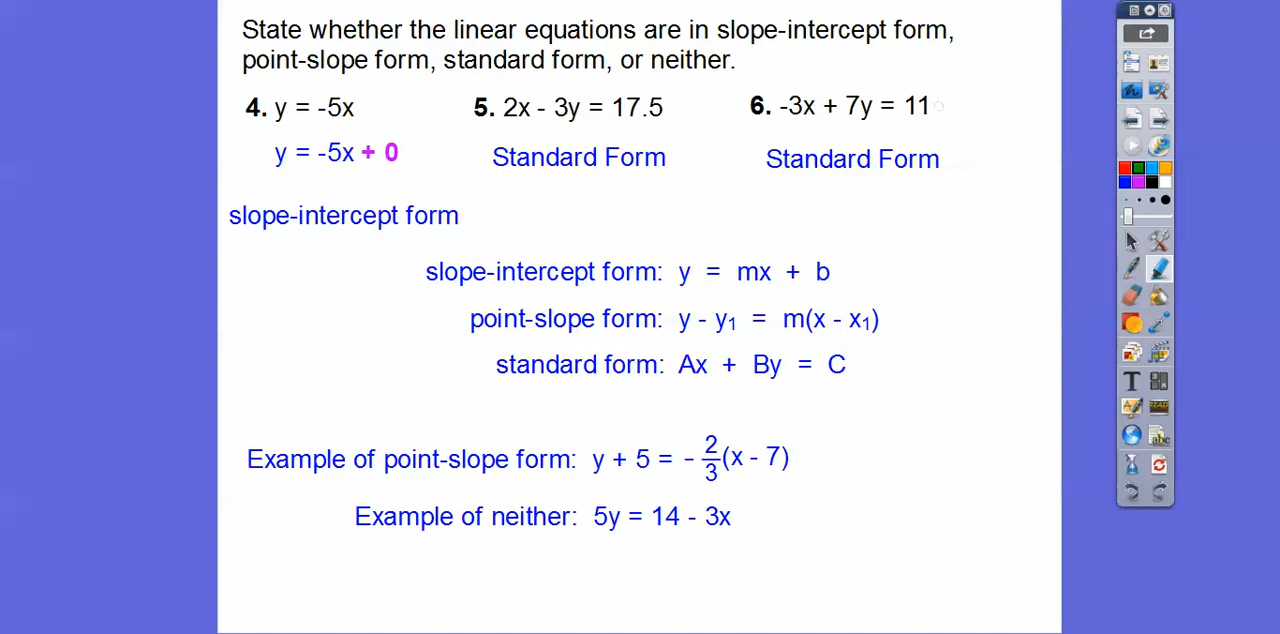 State whether the linear equations are in slope-intercept form,
point-slope form, standard form, or neither.
4. y = -5x
5. 2x - 3y = 17.5
6. -3x + 7y = 11
y = -5x + 0
Standard Form
Standard Form
slope-intercept form
slope-intercept form: y = mx + b
point-slope form: y - y₁ = m(x - x₁)
standard form: Ax + By = C
Example of point-slope form: y + 5 = - 2/3 (x - 7)
Example of neither: 5y = 14 - 3x